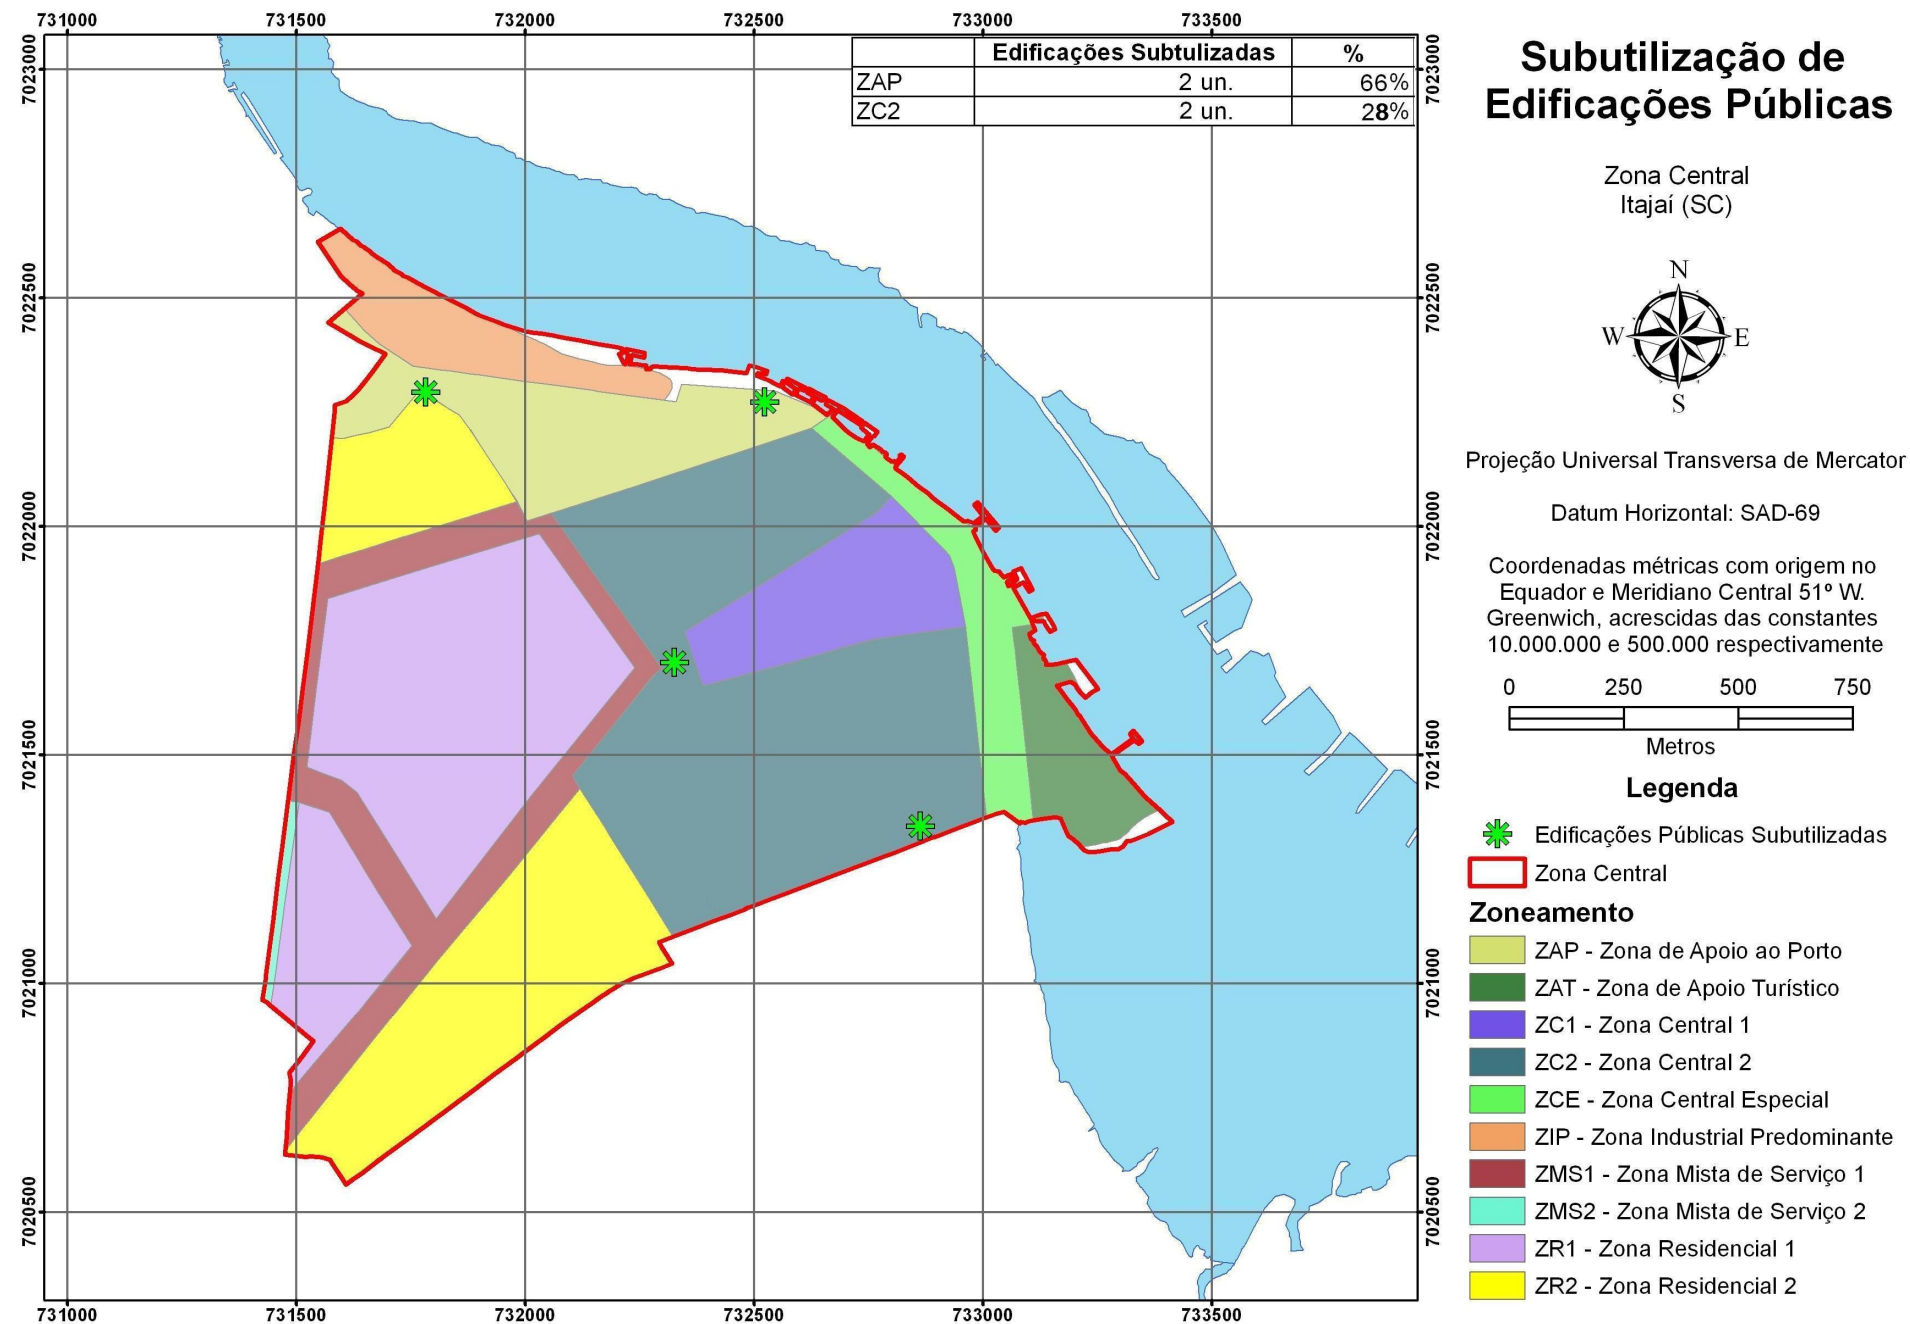 731000 731500 732000 732500 733000 733500
7023000
7022500
7022000
7021500
7021000
7020500
Edificações Subtulizadas %
ZAP 2 un. 66%
ZC2 2 un. 28%
7023000
7022500
7022000
7021500
7021000
7020500
731000 731500 732000 732500 733000 733500
Subutilização de
Edificações Públicas
Zona Central
Itajaí (SC)
N
W E
S
Projeção Universal Transversa de Mercator
Datum Horizontal: SAD-69
Coordenadas métricas com origem no
Equador e Meridiano Central 51º W.
Greenwich, acrescidas das constantes
10.000.000 e 500.000 respectivamente
0 250 500 750
Metros
Legenda
Edificações Públicas Subutilizadas
Zona Central
Zoneamento
ZAP - Zona de Apoio ao Porto
ZAT - Zona de Apoio Turístico
ZC1 - Zona Central 1
ZC2 - Zona Central 2
ZCE - Zona Central Especial
ZIP - Zona Industrial Predominante
ZMS1 - Zona Mista de Serviço 1
ZMS2 - Zona Mista de Serviço 2
ZR1 - Zona Residencial 1
ZR2 - Zona Residencial 2